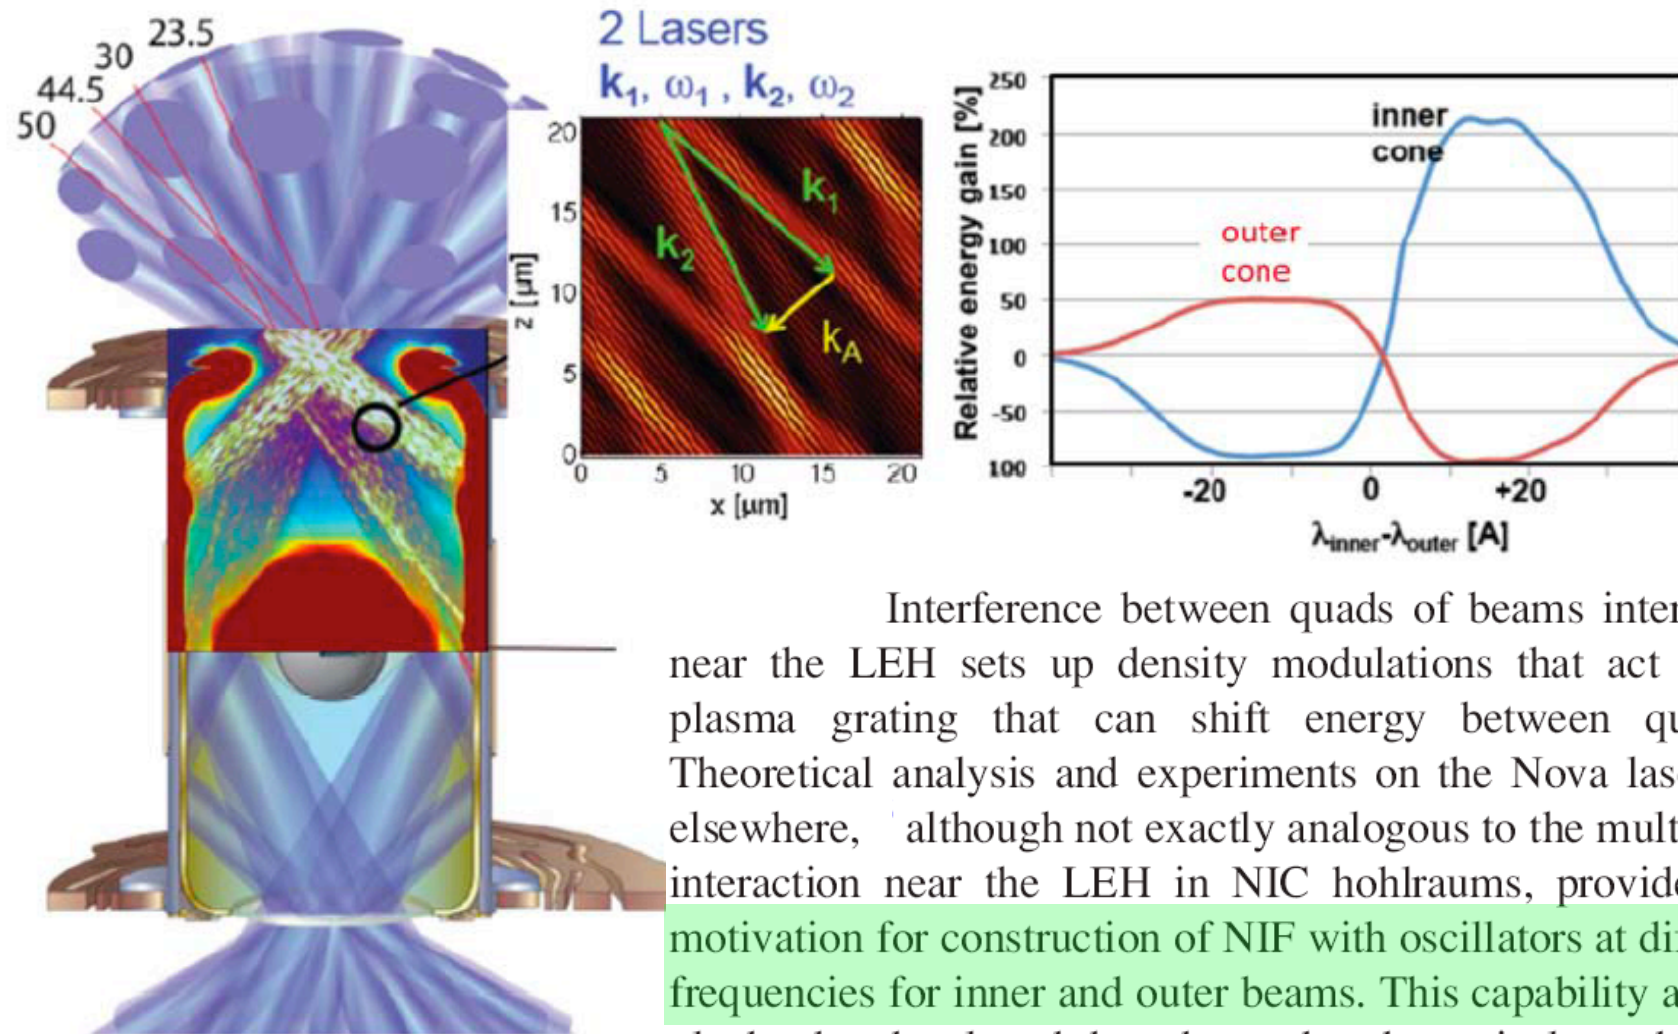 23.5
30
44.5
50
2 Lasers
k1, ω1 , k2, ω2
20
15
10
5
0
z [μm]
k1
k2
kA
0 5 10 15 20
x [μm]
Relative energy gain [%]
250
200
150
100
50
0
-50
100
inner
cone
outer
cone
-20 0 +20
λinner-λouter [A]
Interference between quads of beams inter
near the LEH sets up density modulations that act
plasma grating that can shift energy between qu
Theoretical analysis and experiments on the Nova las
elsewhere, although not exactly analogous to the mult
interaction near the LEH in NIC hohlraums, provide
motivation for construction of NIF with oscillators at di
frequencies for inner and outer beams. This capability a